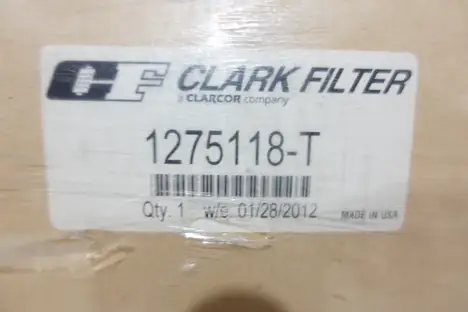 CF CLARK FILTER
a CLARCOR company
1275118-T
Qty. 1 w/e 01/28/2012 MADE IN USA